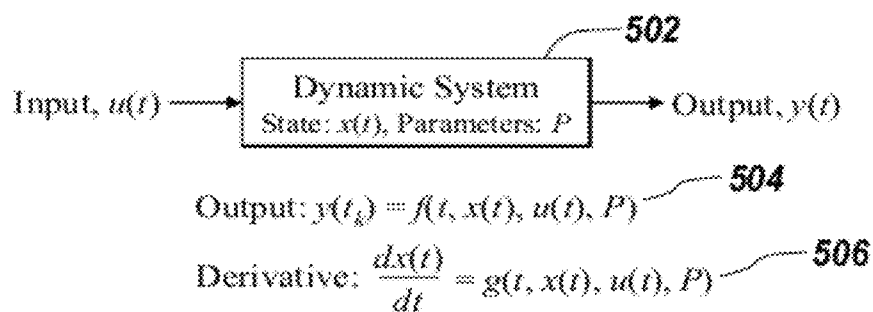 502
Dynamic System
Input, u(t)
State: x(t), Parameters: P
Output, y(t)
504
Output: y(t_k) = f(t, x(t), u(t), P)
506
Derivative: dx(t)/dt = g(t, x(t), u(t), P)